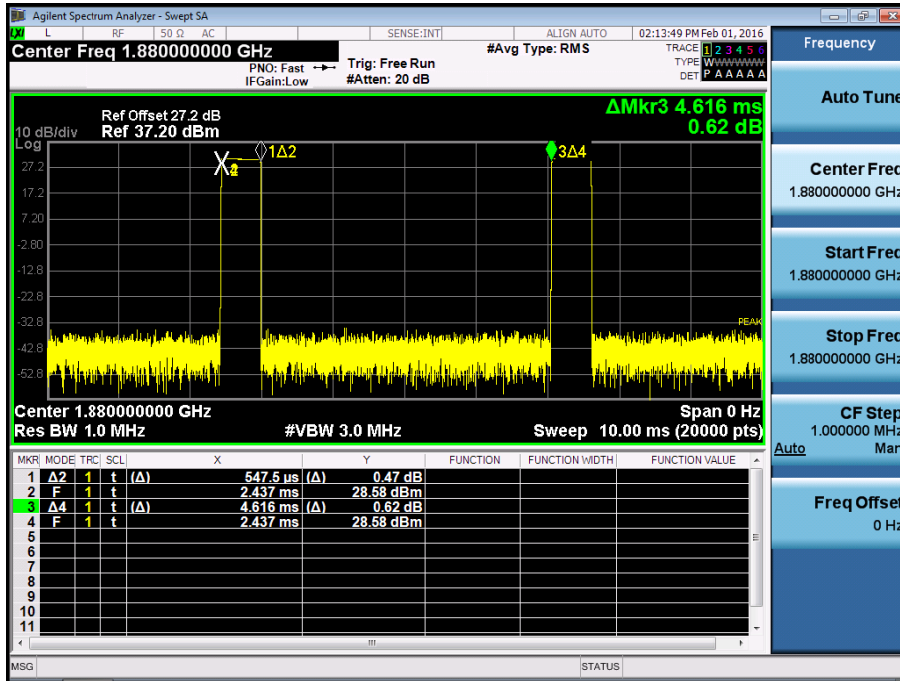 Agilent Spectrum Analyzer - Swept SA
LXI L RF 50 Ω AC SENSE:INT ALIGN AUTO 02:13:49 PM Feb 01, 2016
Center Freq 1.880000000 GHz
PNO: Fast
IFGain:Low
Trig: Free Run
#Atten: 20 dB
#Avg Type: RMS
TRACE 1 2 3 4 5 6
TYPE WWWWWW
DET P A A A A A
Ref Offset 27.2 dB
10 dB/div Ref 37.20 dBm
Log
ΔMkr3 4.616 ms
0.62 dB
1Δ2
3Δ4
27.2
17.2
7.20
-2.80
-12.8
-22.8
-32.8
-42.8
-52.8
PEAK
Center 1.880000000 GHz Span 0 Hz
Res BW 1.0 MHz #VBW 3.0 MHz Sweep 10.00 ms (20000 pts)
MKR MODE TRC SCL X Y FUNCTION FUNCTION WIDTH FUNCTION VALUE
1 Δ2 1 t (Δ) 547.5 µs (Δ) 0.47 dB
2 F 1 t 2.437 ms 28.58 dBm
3 Δ4 1 t (Δ) 4.616 ms (Δ) 0.62 dB
4 F 1 t 2.437 ms 28.58 dBm
5
6
7
8
9
10
11
MSG STATUS
Frequency
Auto Tune
Center Freq
1.880000000 GHz
Start Freq
1.880000000 GHz
Stop Freq
1.880000000 GHz
CF Step
1.000000 MHz
Auto Man
Freq Offset
0 Hz